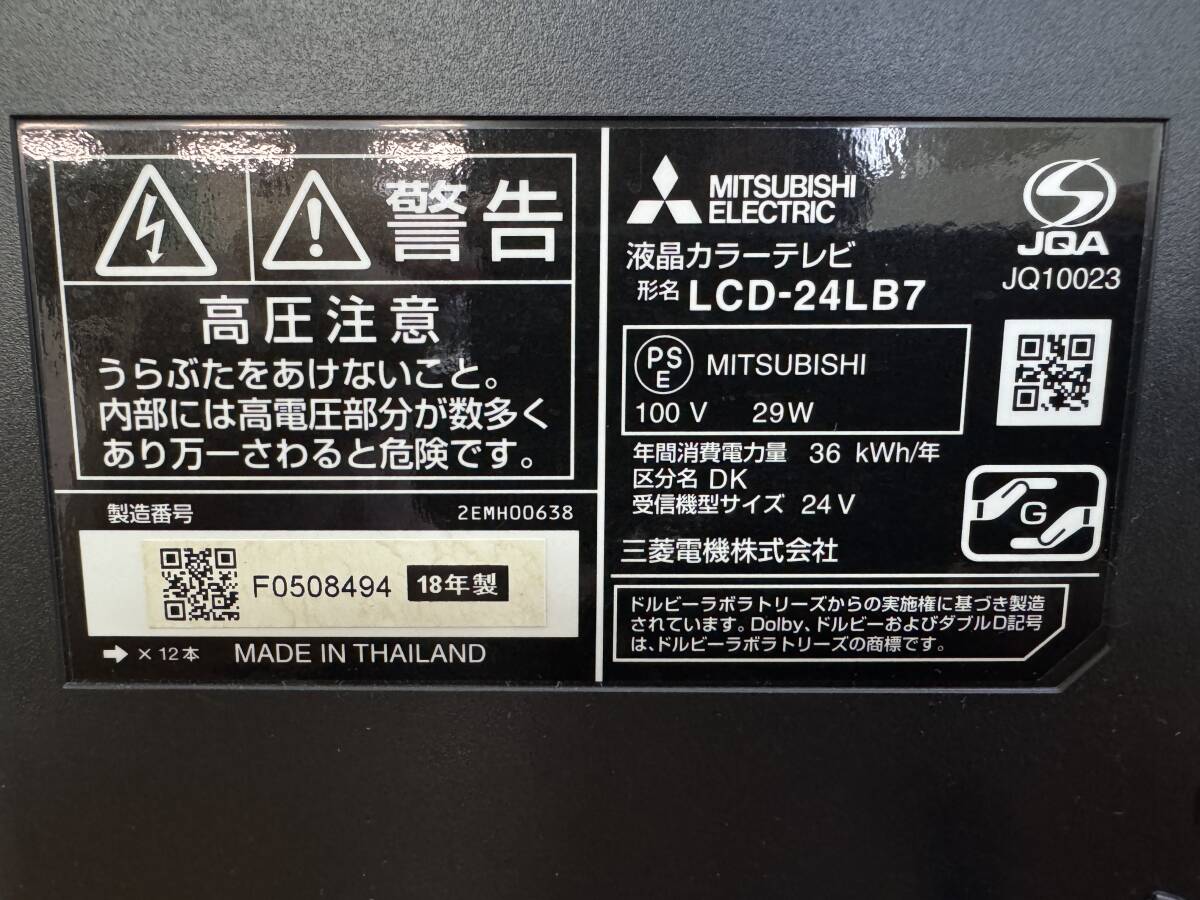 警告
高圧注意
うらぶたをあけないこと。
内部には高電圧部分が数多く
あり万一さわると危険です。
製造番号 2EMH00638
F0508494 18年製
× 12本 MADE IN THAILAND
MITSUBISHI
ELECTRIC
液晶カラーテレビ
形名 LCD-24LB7
JQA
JQ10023
PS
E
MITSUBISHI
100 V 29W
年間消費電力量 36 kWh/年
区分名 DK
受信機型サイズ 24V
三菱電機株式会社
G
ドルビーラボラトリーズからの実施権に基づき製造
されています。Dolby、ドルビーおよびダブルD記号
は、ドルビーラボラトリーズの商標です。